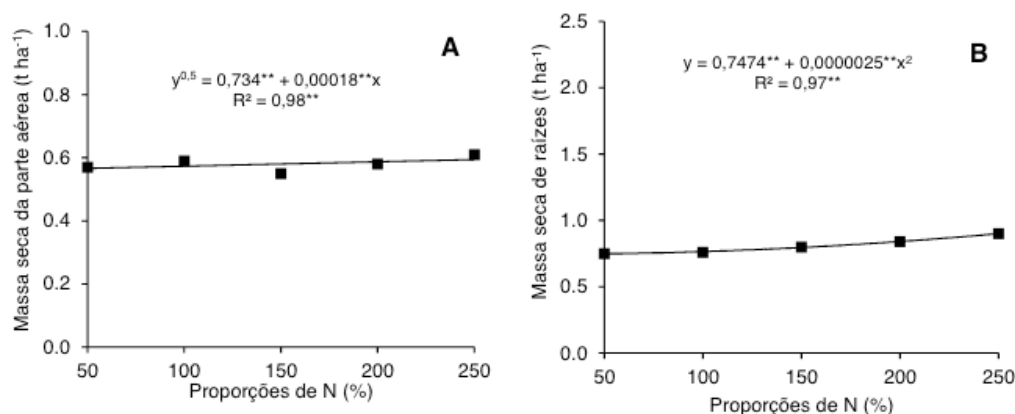 A
y⁰,⁵ = 0,734** + 0,00018**x
R² = 0,98**
Massa seca da parte aérea (t ha⁻¹)
1.0
0.8
0.6
0.4
0.2
0.0
50 100 150 200 250
Proporções de N (%)
B
y = 0,7474** + 0,0000025**x²
R² = 0,97**
Massa seca de raízes (t ha⁻¹)
2.5
2.0
1.5
1.0
0.5
0.0
50 100 150 200 250
Proporções de N (%)